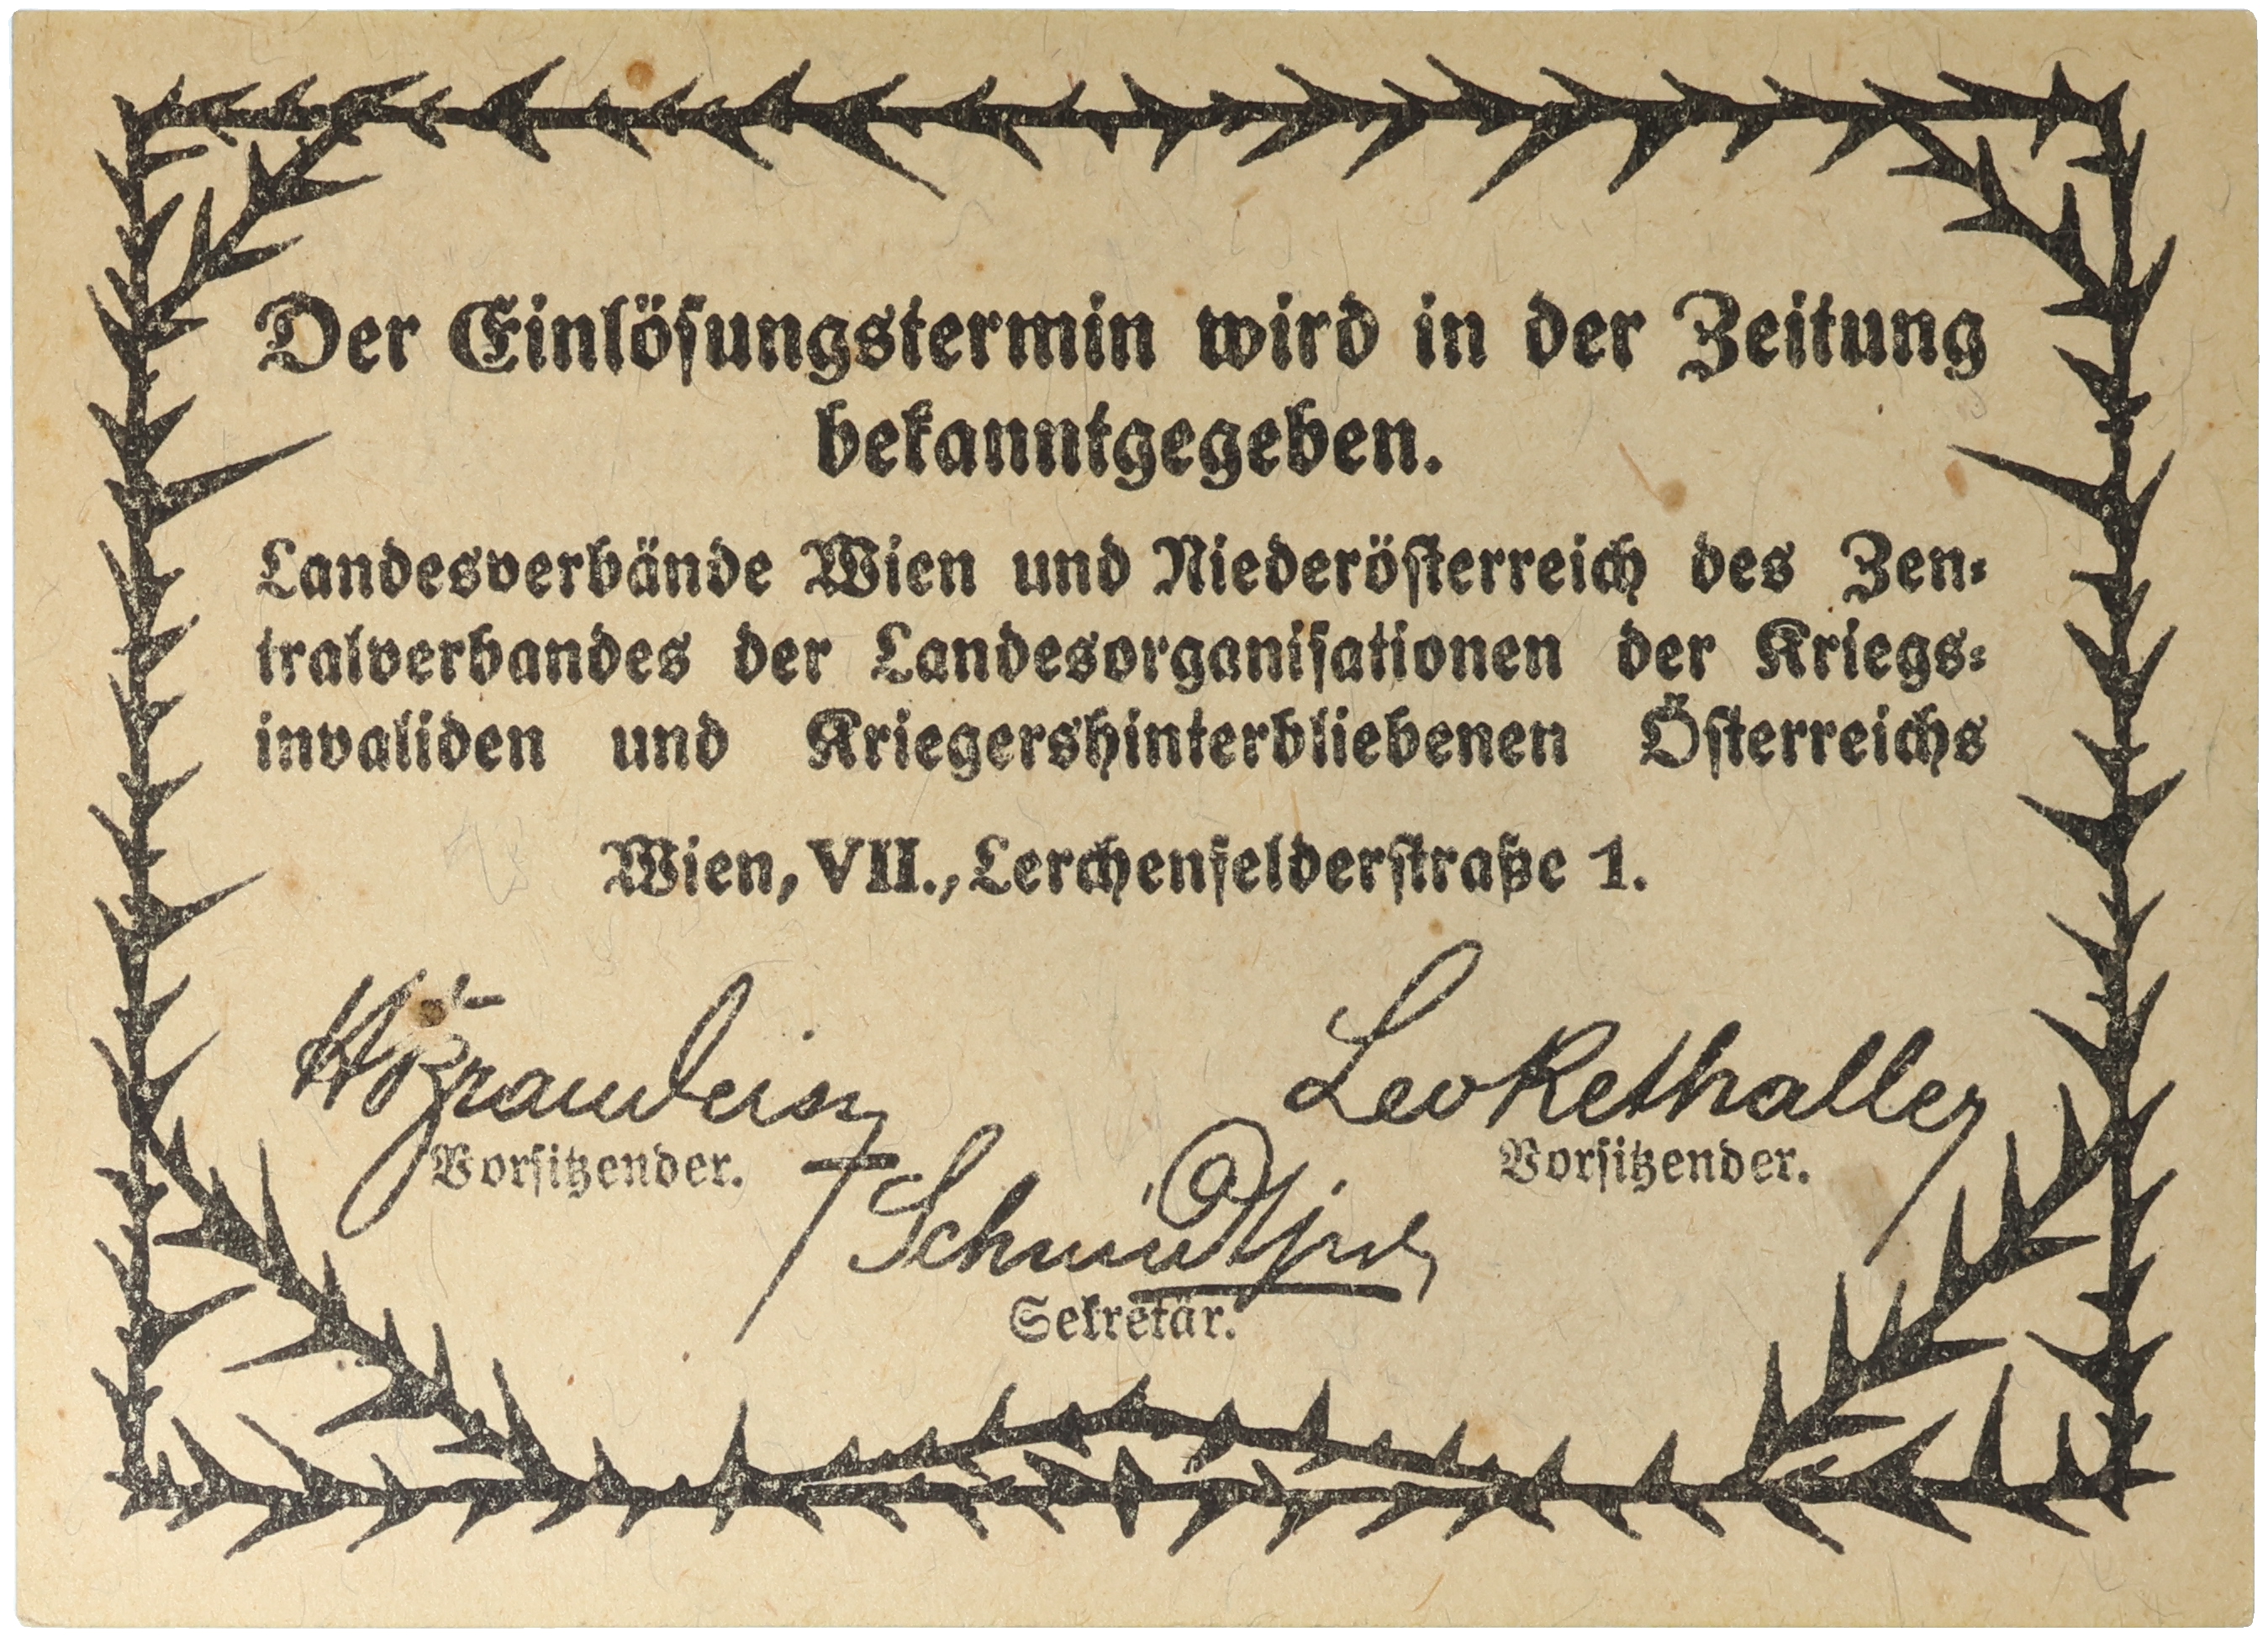 Der Einlösungstermin wird in der Zeitung
bekanntgegeben.
Landesverbände Wien und Niederösterreich des Zen-
tralverbandes der Landesorganisationen der Kriegs-
invaliden und Kriegershinterbliebenen Österreichs
Wien, VII., Lerchenfelderstraße 1.
Leo Rethaller
Vorsitzender. Vorsitzender.
Sekretär.